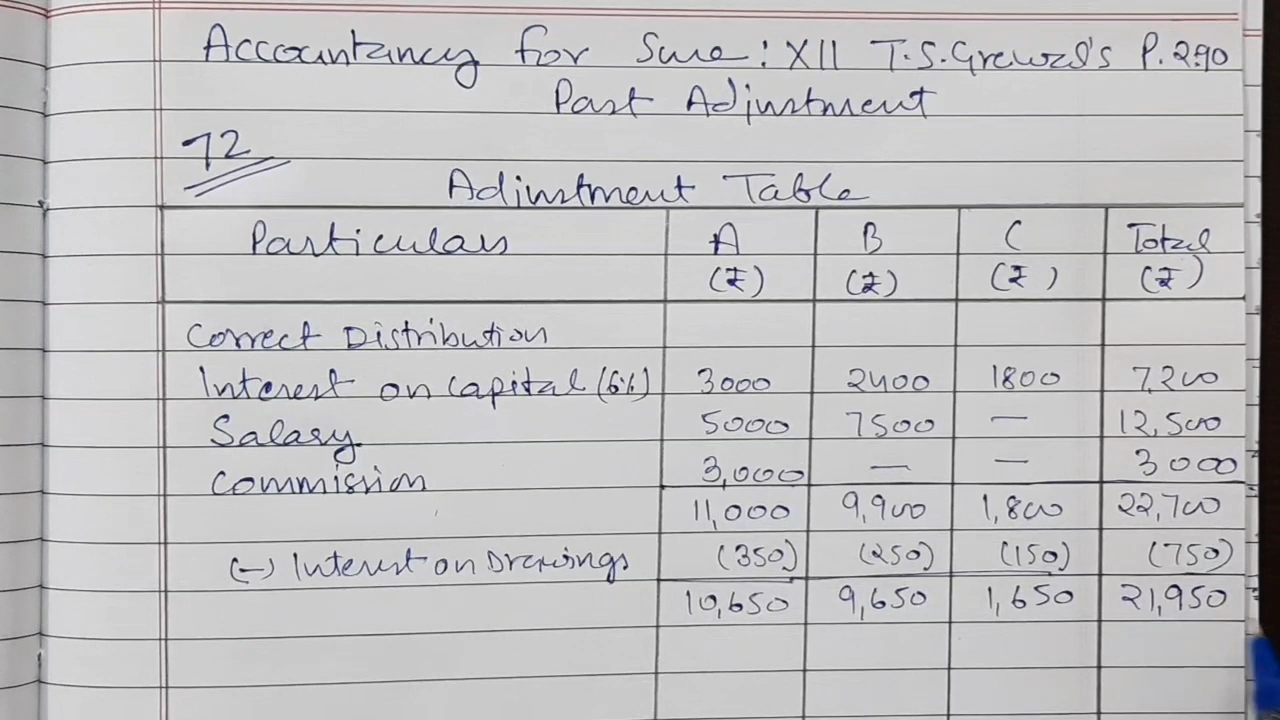 Accountancy for Sure: XII T.S.Grewal's P.290
Past Adjustment
72
Adjustment Table
Particulars A B C Total
(₹) (₹) (₹) (₹)
Correct Distribution
Interest on capital (6%) 3000 2400 1800 7,200
Salary 5000 7500 — 12,500
Commission 3,000 — — 3000
11,000 9,900 1,800 22,700
(-) Interest on Drawings (350) (250) (150) (750)
10,650 9,650 1,650 21,950